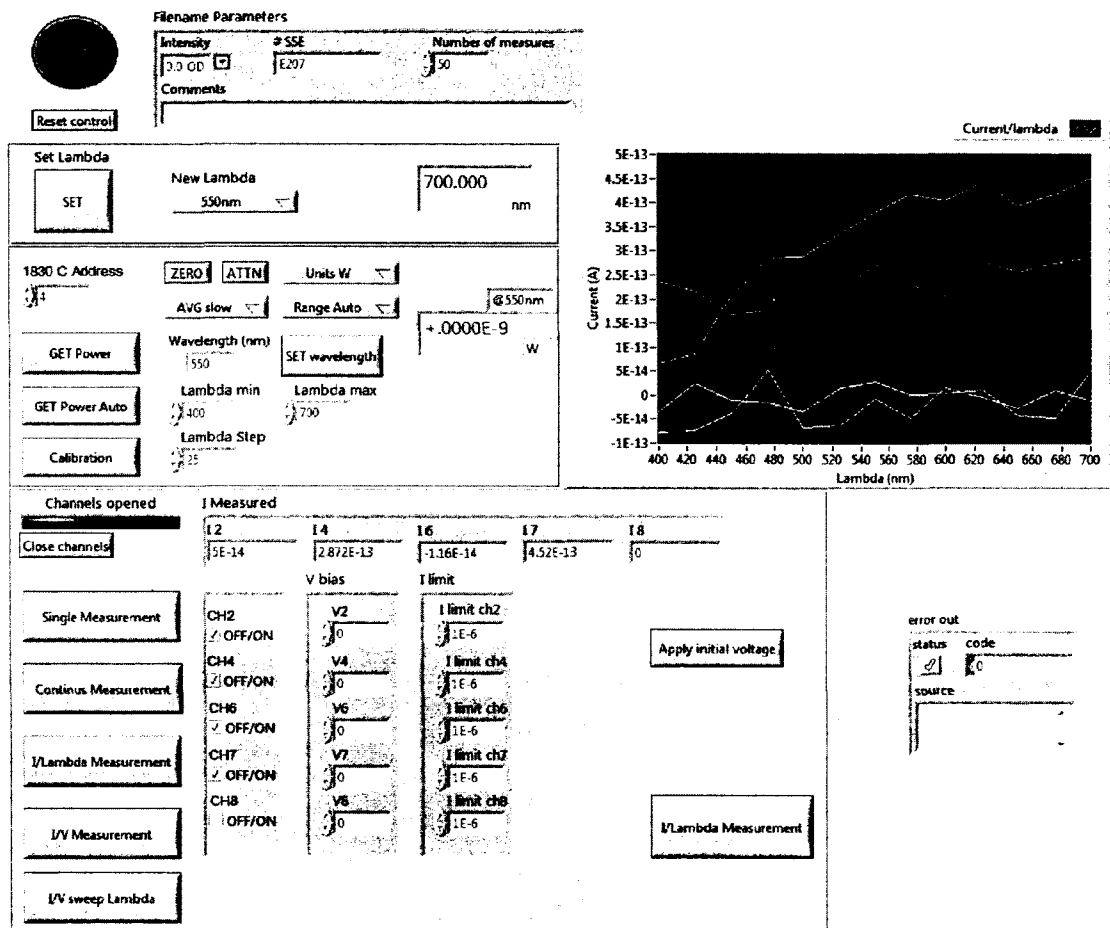 Filename Parameters
Intensity # SSE Number of measures
0.0 OD E207 50
Comments
Reset control
Set Lambda
SET
New Lambda
550nm
700.000
nm
1830 C Address
4
ZERO ATTN Units W
AVG slow Range Auto
@550nm
+.0000E-9
W
GET Power
Wavelength (nm)
550
SET wavelength
GET Power Auto
Lambda min Lambda max
400 700
Calibration
Lambda Step
25
Current/lambda
5E-13
4.5E-13
4E-13
3.5E-13
3E-13
2.5E-13
2E-13
1.5E-13
1E-13
5E-14
0
-5E-14
-1E-13
Current (A)
400 420 440 460 480 500 520 540 560 580 600 620 640 660 680 700
Lambda (nm)
Channels opened
Close channels
I Measured
I 2 I 4 I 6 I 7 I 8
5E-14 2.872E-13 -1.16E-14 4.52E-13 0
V bias I limit
Single Measurement
Continus Measurement
I/Lambda Measurement
I/V Measurement
I/V sweep Lambda
CH2 V2 I limit ch2
OFF/ON 0 1E-6
CH4 V4 I limit ch4
OFF/ON 0 1E-6
CH6 V6 I limit ch6
OFF/ON 0 1E-6
CH7 V7 I limit ch7
OFF/ON 0 1E-6
CH8 I limit ch8
OFF/ON 0 1E-6
Apply initial voltage
I/Lambda Measurement
error out
status code
0
source